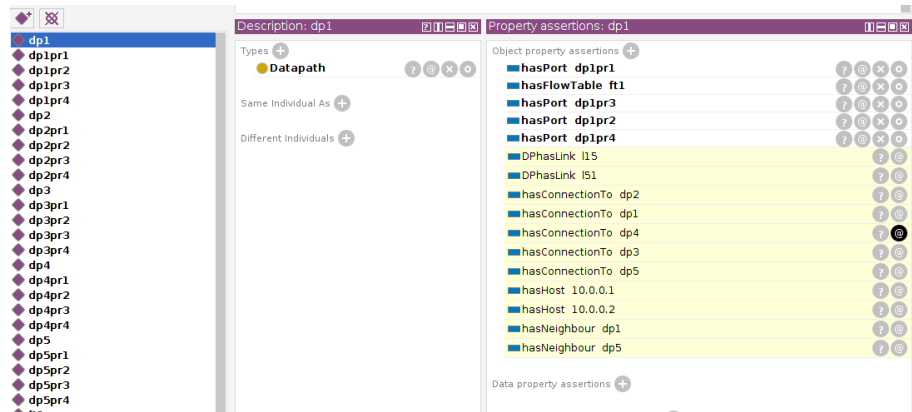 dp1
dp1pr1
dp1pr2
dp1pr3
dp1pr4
dp2
dp2pr1
dp2pr2
dp2pr3
dp2pr4
dp3
dp3pr1
dp3pr2
dp3pr3
dp3pr4
dp4
dp4pr1
dp4pr2
dp4pr3
dp4pr4
dp5
dp5pr1
dp5pr2
dp5pr3
dp5pr4
Description: dp1
Types
Datapath
Same Individual As
Different Individuals
Property assertions: dp1
Object property assertions
hasPort dp1pr1
hasFlowTable ft1
hasPort dp1pr3
hasPort dp1pr2
hasPort dp1pr4
DPhasLink l15
DPhasLink l51
hasConnectionTo dp2
hasConnectionTo dp1
hasConnectionTo dp4
hasConnectionTo dp3
hasConnectionTo dp5
hasHost 10.0.0.1
hasHost 10.0.0.2
hasNeighbour dp1
hasNeighbour dp5
Data property assertions